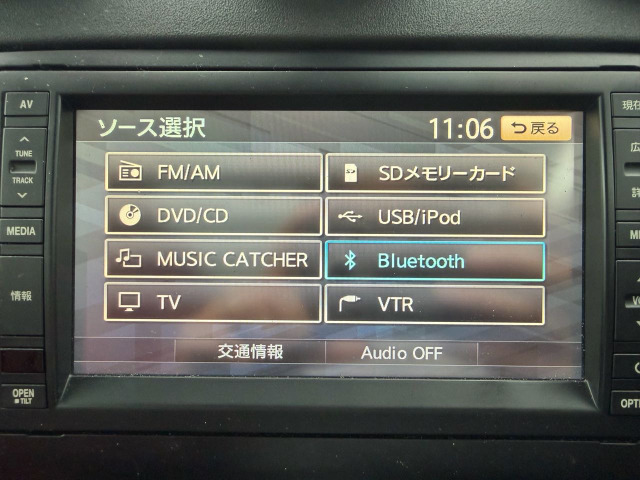 AV
TUNE
TRACK
MEDIA
情報
OPEN
TILT
ソース選択
11:06
戻る
FM/AM
SDメモリーカード
DVD/CD
USB/iPod
MUSIC CATCHER
Bluetooth
TV
VTR
交通情報
Audio OFF
現在